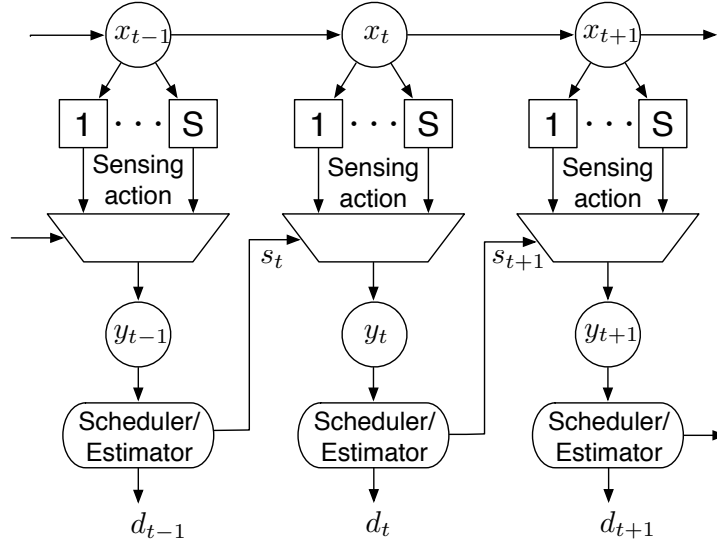 x_{t-1} x_t x_{t+1}
1 ··· S 1 ··· S 1 ··· S
Sensing Sensing Sensing
action action action
s_t s_{t+1}
y_{t-1} y_t y_{t+1}
Scheduler/ Scheduler/ Scheduler/
Estimator Estimator Estimator
d_{t-1} d_t d_{t+1}